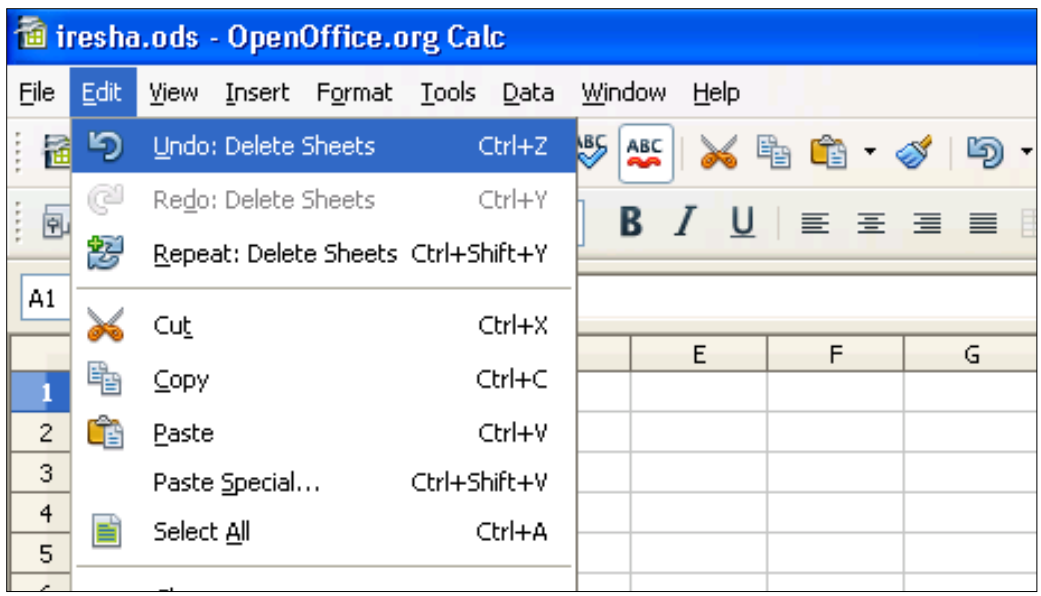 iresha.ods - OpenOffice.org Calc
File Edit View Insert Format Tools Data Window Help
Undo: Delete Sheets Ctrl+Z
ABC ABC
Redo: Delete Sheets Ctrl+Y
B I U
Repeat: Delete Sheets Ctrl+Shift+Y
A1
Cut Ctrl+X
E F G
1
Copy Ctrl+C
2
Paste Ctrl+V
3
Paste Special... Ctrl+Shift+V
4
Select All Ctrl+A
5